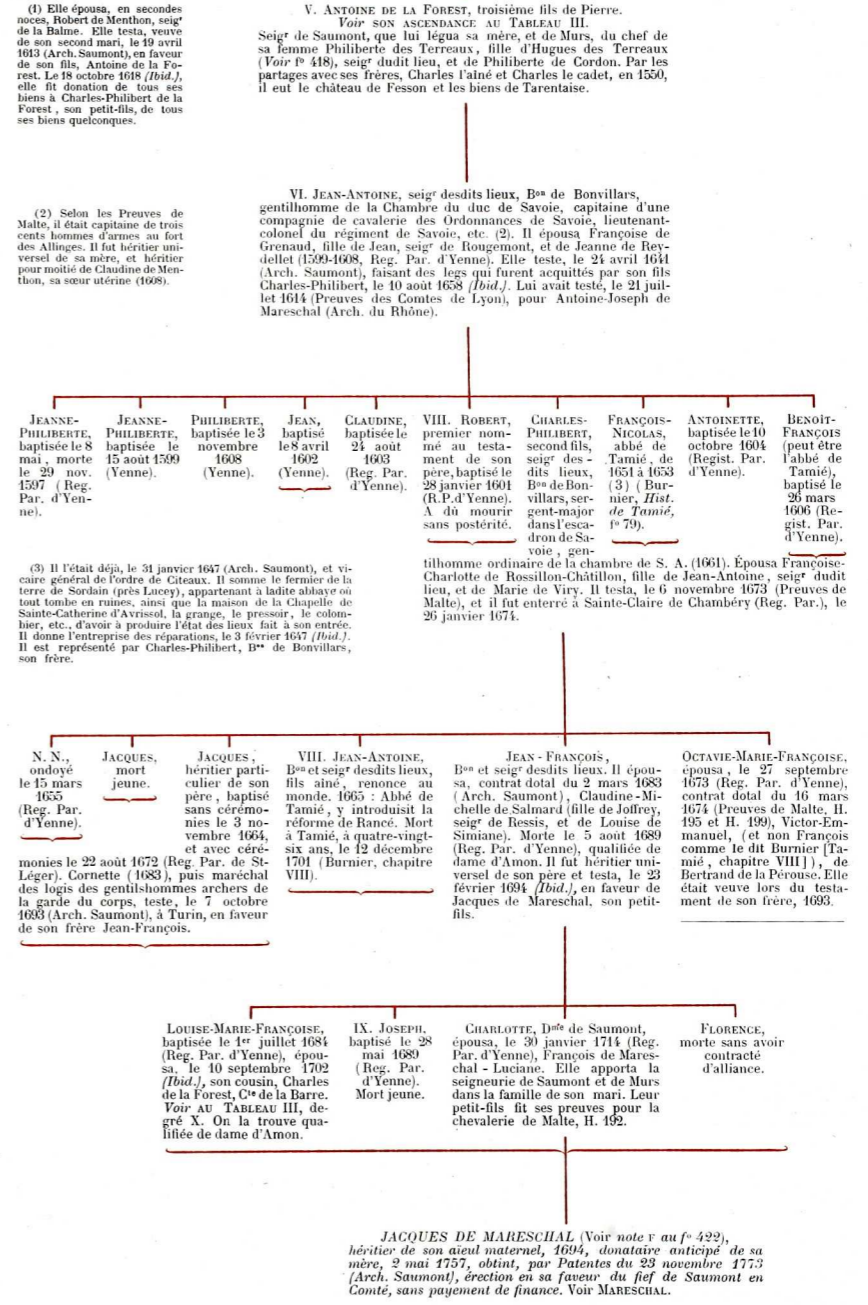 (1) Elle épousa, en secondes
noces, Robert de Menthon, seigr
de la Balme. Elle testa, veuve
de son second mari, le 19 avril
1613 (Arch. Saumont), en faveur
de son fils, Antoine de la Fo-
rest. Le 18 octobre 1618 (Ibid.),
elle fit donation de tous ses
biens à Charles-Philibert de la
Forest, son petit-fils, de tous
ses biens quelconques.
V. ANTOINE DE LA FOREST, troisième fils de Pierre.
Voir SON ASCENDANCE AU TABLEAU III.
Seigr de Saumont, que lui légua sa mère, et de Murs, du chef de
sa femme Philiberte des Terreaux, fille d'Hugues des Terreaux
(Voir fo 418), seigr dudit lieu, et de Philiberte de Cordon. Par les
partages avec ses frères, Charles l'aîné et Charles le cadet, en 1550,
il eut le château de Fesson et les biens de Tarentaise.
(2) Selon les Preuves de
Malte, il était capitaine de trois
cents hommes d'armes au fort
des Allinges. Il fut héritier uni-
versel de sa mère, et héritier
pour moitié de Claudine de Men-
thon, sa sœur utérine (1608).
VI. JEAN-ANTOINE, seigr desdits lieux, Bon de Bonvillars,
gentilhomme de la Chambre du duc de Savoie, capitaine d'une
compagnie de cavalerie des Ordonnances de Savoie, lieutenant-
colonel du régiment de Savoie, etc. (2). Il épousa Françoise de
Grenaud, fille de Jean, seigr de Rougemont, et de Jeanne de Rey-
dellet (1599-1608, Reg. Par. d'Yenne). Elle teste, le 24 avril 1641
(Arch. Saumont), faisant des legs qui furent acquittés par son fils
Charles-Philibert, le 10 août 1658 (Ibid.). Lui avait testé, le 21 juil-
let 1614 (Preuves des Comtes de Lyon), pour Antoine-Joseph de
Mareschal (Arch. du Rhône).
JEANNE-
PHILIBERTE,
baptisée le 8
mai, morte
le 29 nov.
1597 (Reg.
Par. d'Yen-
ne).
JEANNE-
PHILIBERTE,
baptisée le
15 août 1599
(Yenne).
PHILIBERTE,
baptisée le 3
novembre
1608
(Yenne).
JEAN,
baptisé
le 8 avril
1602
(Yenne).
CLAUDINE,
baptisée le
24 août
1603
(Reg. Par.
d'Yenne).
VIII. ROBERT,
premier nom-
mé au testa-
ment de son
père, baptisé le
28 janvier 1601
(R.P.d'Yenne).
A dû mourir
sans postérité.
CHARLES-
PHILBERT,
second fils,
seigr des-
dits lieux,
Bon de Bon-
villars, ser-
gent-major
dans l'esca-
dron de Sa-
voie, gen-
tilhomme ordinaire de la chambre de S. A. (1661). Épousa Françoise-
Charlotte de Rossillon-Châtillon, fille de Jean-Antoine, seigr dudit
lieu, et de Marie de Viry. Il testa, le 6 novembre 1673 (Preuves de
Malte), et il fut enterré à Sainte-Claire de Chambéry (Reg. Par.), le
26 janvier 1674.
FRANÇOIS-
NICOLAS,
abbé de
Tamié, de
1651 à 1653
(3) (Bur-
nier, Hist.
de Tamié,
fo 79).
ANTOINETTE,
baptisée le 10
octobre 1604
(Regist. Par.
d'Yenne).
BENOÎT-
FRANÇOIS
(peut être
l'abbé de
Tamié),
baptisé le
26 mars
1606 (Re-
gist. Par.
d'Yenne).
(3) Il l'était déjà, le 31 janvier 1647 (Arch. Saumont), et vi-
caire général de l'ordre de Citeaux. Il somme le fermier de la
terre de Sordain (près Lucey), appartenant à ladite abbaye où
tout tombe en ruines, ainsi que la maison de la Chapelle de
Sainte-Catherine d'Avrissol, la grange, le pressoir, le colom-
bier, etc., d'avoir à produire l'état des lieux fait à son entrée.
Il donne l'entreprise des réparations, le 3 février 1647 (Ibid.).
Il est représenté par Charles-Philibert, Bon de Bonvillars,
son frère.
N. N.,
ondoyé
le 15 mars
1655
(Reg. Par.
d'Yenne).
JACQUES,
mort
jeune.
JACQUES,
héritier parti-
culier de son
père, baptisé
sans cérémo-
nies le 3 no-
vembre 1664,
et avec céré-
monies le 22 août 1672 (Reg. Par. de St-
Léger). Cornette (1683), puis maréchal
des logis des gentilshommes archers de
la garde du corps, teste, le 7 octobre
1693 (Arch. Saumont), à Turin, en faveur
de son frère Jean-François.
VIII. JEAN-ANTOINE,
Bon et seigr desdits lieux,
fils aîné, renonce au
monde. 1665 : Abbé de
Tamié, y introduisit la
réforme de Rancé. Mort
à Tamié, à quatre-vingt-
six ans, le 12 décembre
1701 (Burnier, chapitre
VIII).
JEAN-FRANÇOIS,
Bon et seigr desdits lieux. Il épou-
sa, contrat dotal du 2 mars 1683
(Arch. Saumont), Claudine-Mi-
chelle de Salmard (fille de Joffrey,
seigr de Ressis, et de Louise de
Simiane). Morte le 5 août 1689
(Reg. Par. d'Yenne), qualifiée de
dame d'Amon. Il fut héritier uni-
versel de son père et testa, le 23
février 1694 (Ibid.), en faveur de
Jacques de Mareschal, son petit-
fils.
OCTAVIE-MARIE-FRANÇOISE,
épousa, le 27 septembre
1673 (Reg. Par. d'Yenne),
contrat dotal du 16 mars
1674 (Preuves de Malte, H.
195 et H. 199), Victor-Em-
manuel, (et non François
comme le dit Burnier [Ta-
mié, chapitre VIII]), de
Bertrand de la Pérouse. Elle
était veuve lors du testa-
ment de son frère, 1693.
LOUISE-MARIE-FRANÇOISE,
baptisée le 1er juillet 1684
(Reg. Par. d'Yenne), épou-
sa, le 10 septembre 1702
(Ibid.), son cousin, Charles
de la Forest, Cte de la Barre.
Voir AU TABLEAU III, de-
gré X. On la trouve qua-
lifiée de dame d'Amon.
IX. JOSEPH,
baptisé le 28
mai 1689
(Reg. Par.
d'Yenne).
Mort jeune.
CHARLOTTE, Dme de Saumont,
épousa, le 30 janvier 1714 (Reg.
Par. d'Yenne), François de Mares-
chal-Luciane. Elle apporta la
seigneurie de Saumont et de Murs
dans la famille de son mari. Leur
petit-fils fit ses preuves pour la
chevalerie de Malte, H. 192.
FLORENCE,
morte sans avoir
contracté
d'alliance.
JACQUES DE MARESCHAL (Voir note F au fo 422),
héritier de son aïeul maternel, 1694, donataire anticipé de sa
mère, 2 mai 1757, obtint, par Patentes du 23 novembre 1773
(Arch. Saumont), érection en sa faveur du fief de Saumont en
Comté, sans payement de finance. Voir MARESCHAL.